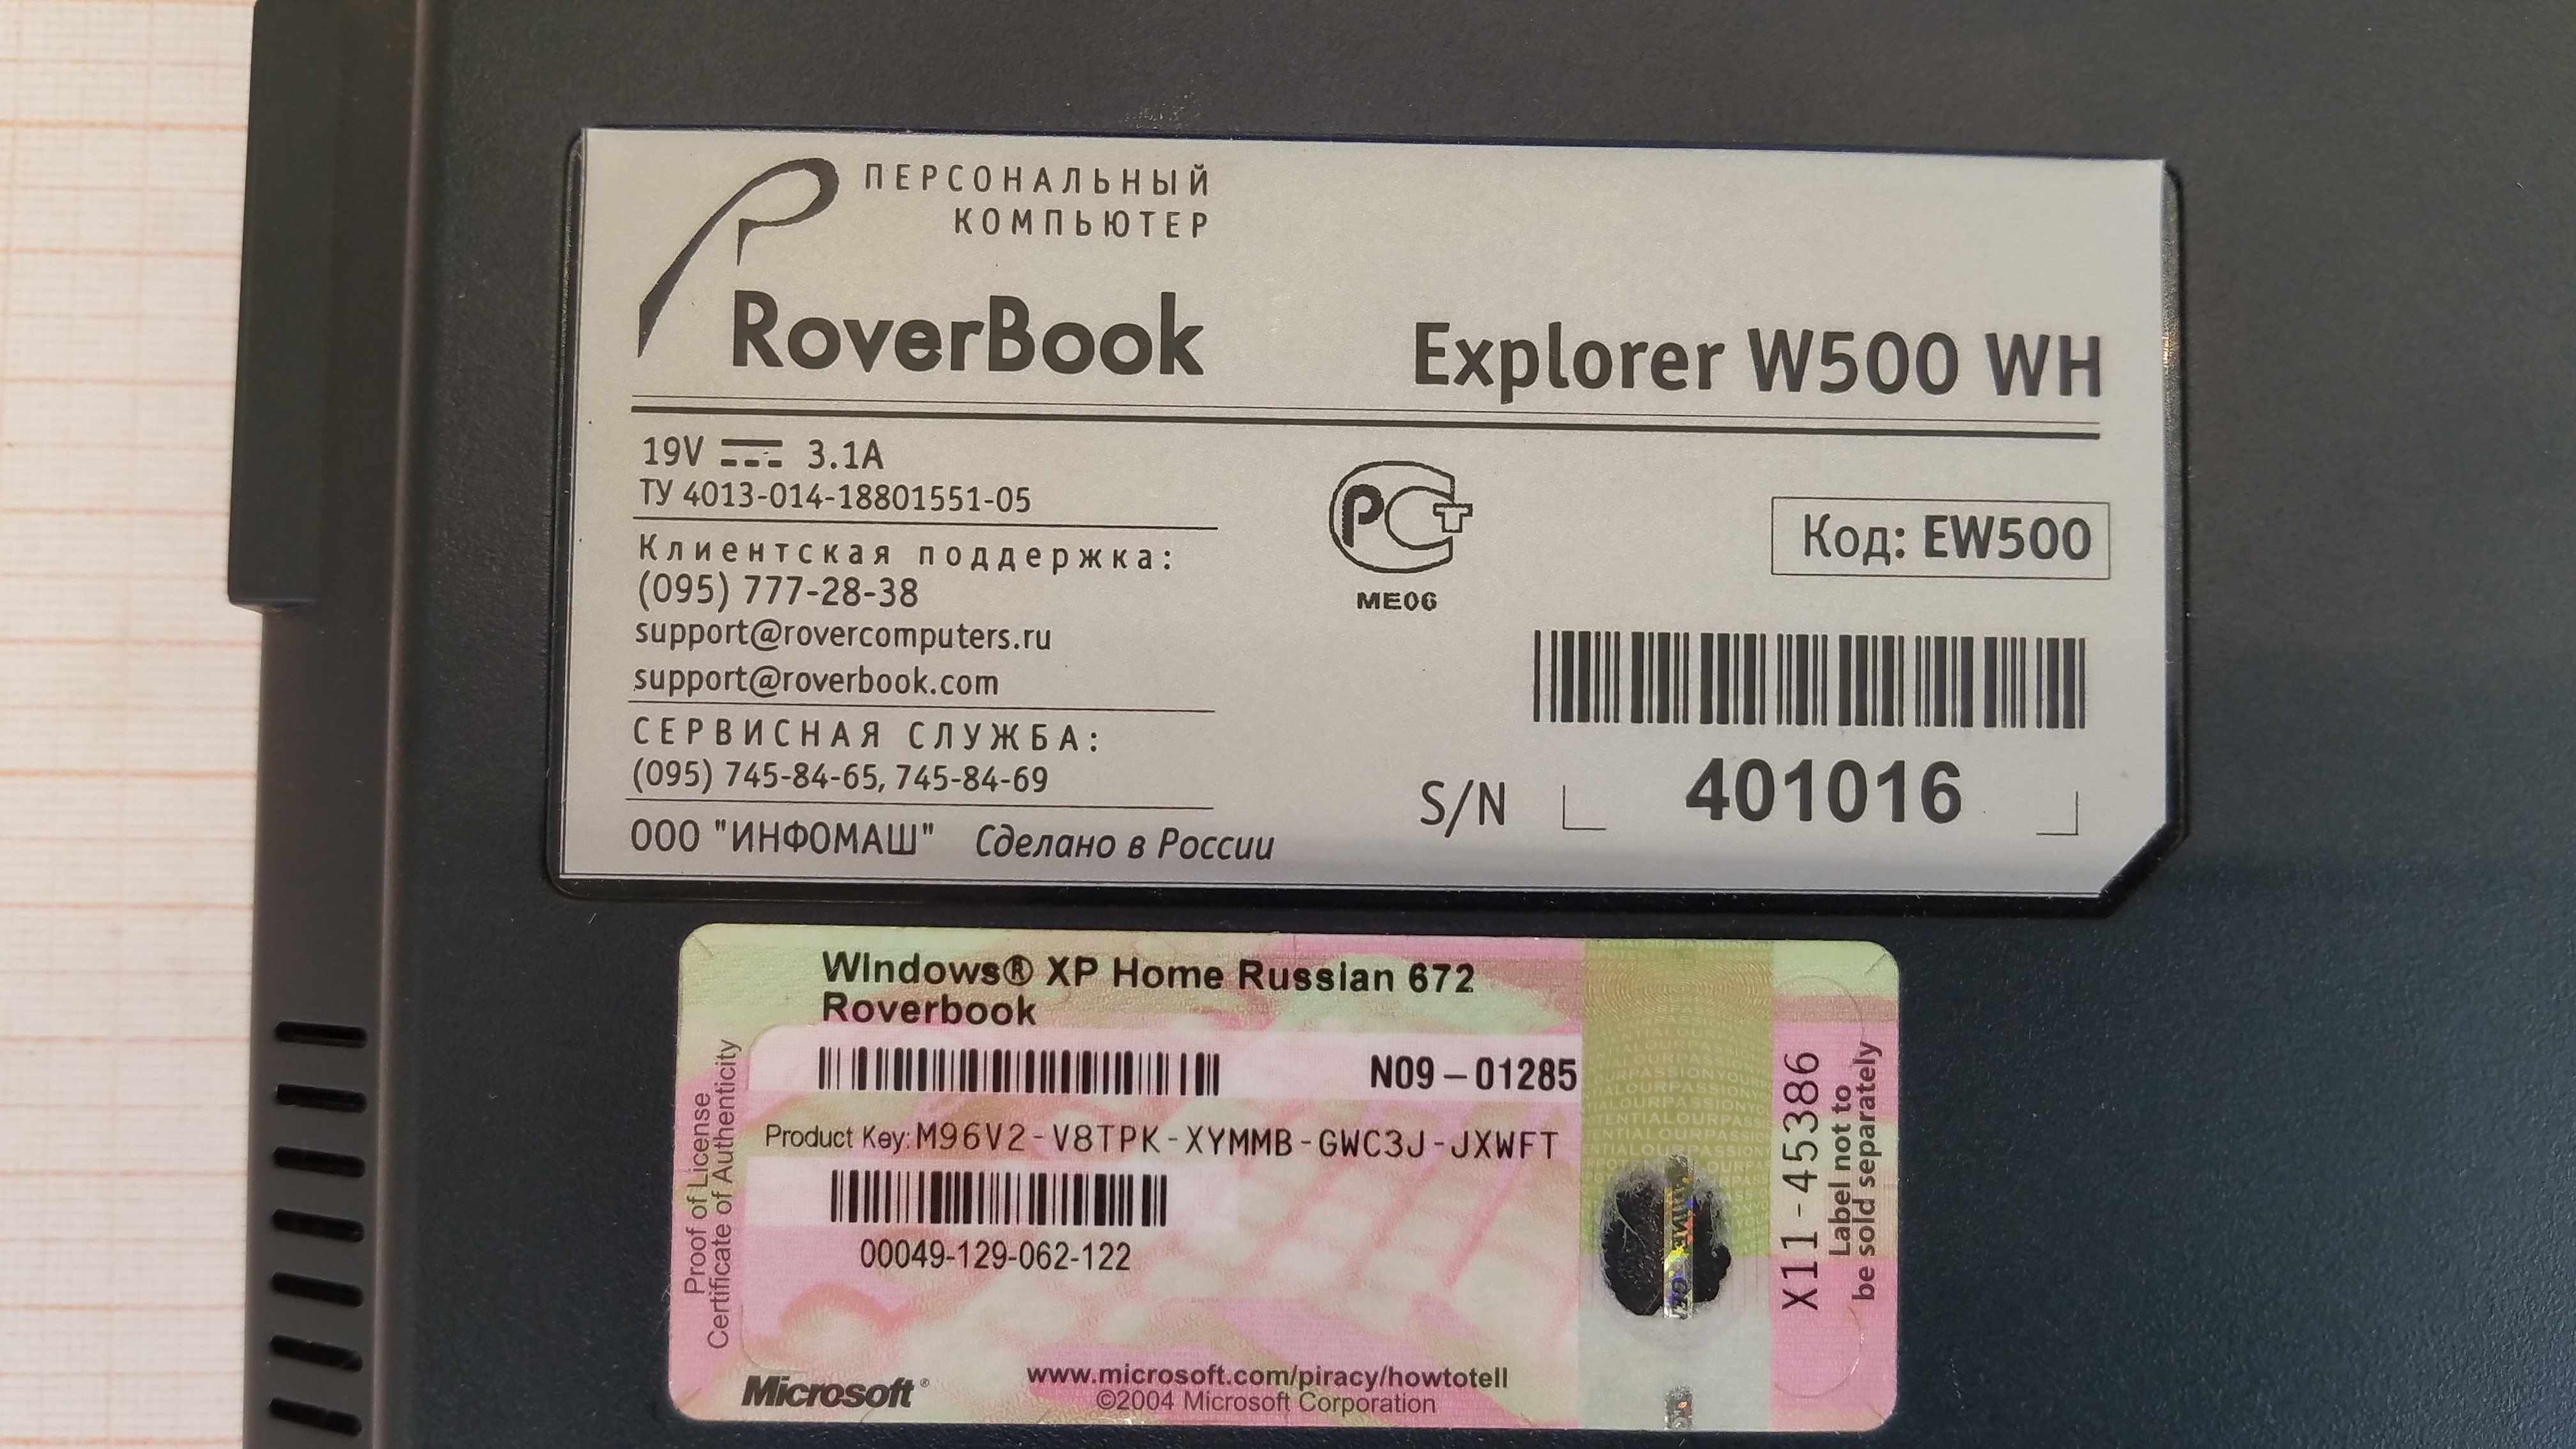 ПЕРСОНАЛЬНЫЙ
КОМПЬЮТЕР
RoverBook
Explorer W500 WH
19V 3.1A
ТУ 4013-014-18801551-05
Клиентская поддержка:
(095) 777-28-38
support@rovercomputers.ru
support@roverbook.com
СЕРВИСНАЯ СЛУЖБА:
(095) 745-84-65, 745-84-69
ООО "ИНФОМАШ" Сделано в России
РСТ
ME06
Код: EW500
S/N 401016
Windows® XP Home Russian 672
Roverbook
N09-01285
Product Key: M96V2-V8TPK-XYMMB-GWC3J-JXWFT
00049-129-062-122
Proof of License
Certificate of Authenticity
Microsoft®
www.microsoft.com/piracy/howtotell
©2004 Microsoft Corporation
X11-45386
Label not to
be sold separately